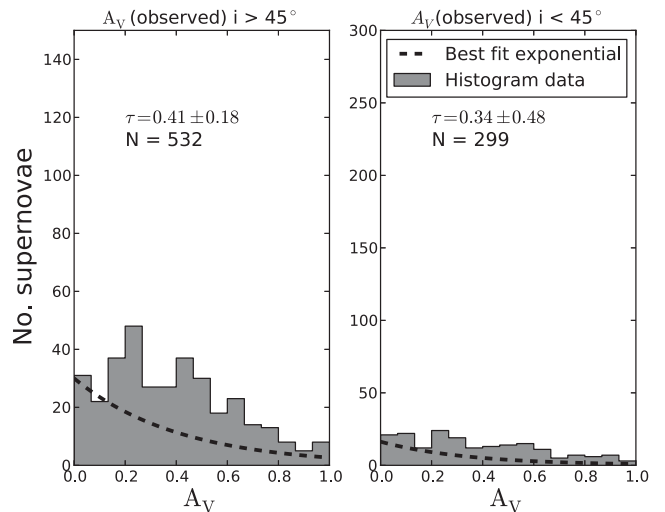 A_V (observed) i > 45°
A_V (observed) i < 45°
No. supernovae
140
120
100
80
60
40
20
0
τ=0.41±0.18
N = 532
0.0 0.2 0.4 0.6 0.8 1.0
A_V
300
250
200
150
100
50
0
Best fit exponential
Histogram data
τ=0.34±0.48
N = 299
0.0 0.2 0.4 0.6 0.8 1.0
A_V